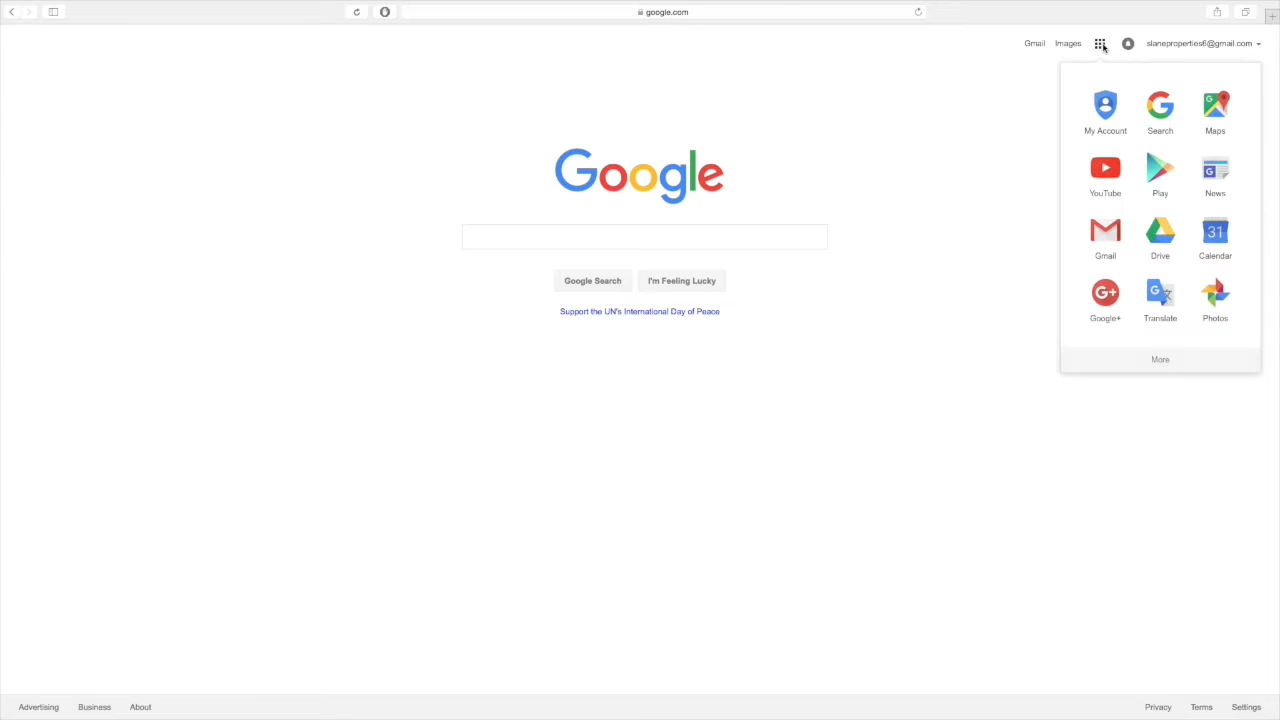 google.com
Gmail Images slaneproperties6@gmail.com
My Account Search Maps
YouTube Play News
Gmail Drive 31 Calendar
Google+ Translate Photos
More
Google
Google Search I'm Feeling Lucky
Support the UN's International Day of Peace
Advertising Business About Privacy Terms Settings